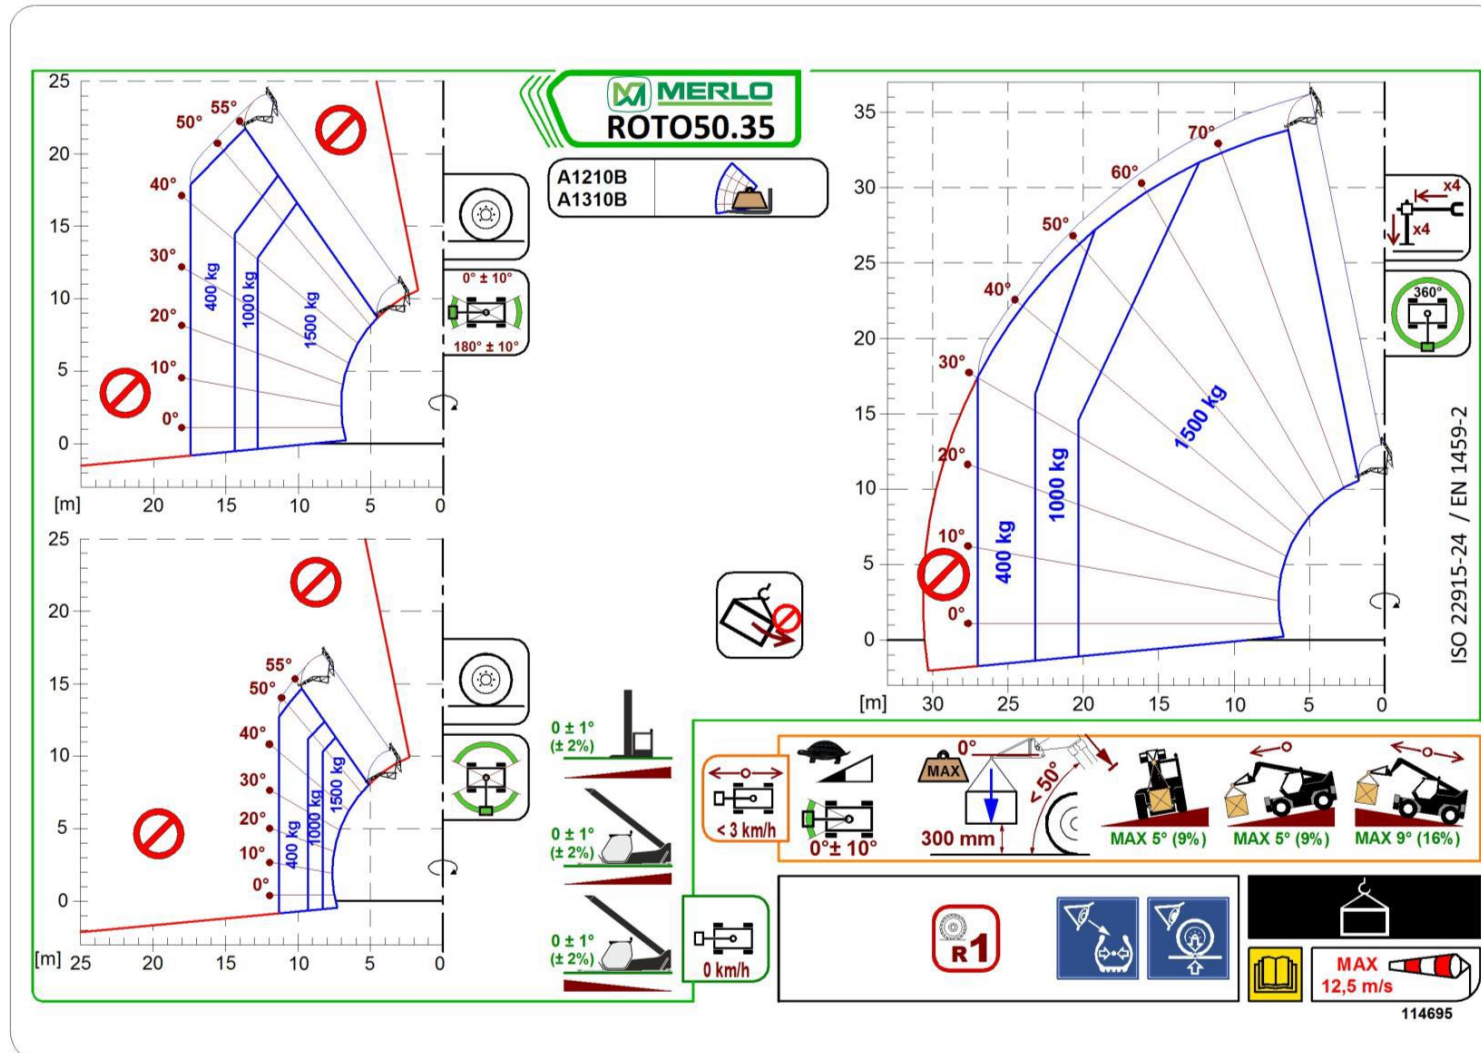 MERLO
ROTO50.35
A1210B
A1310B
25
20
15
10
5
0
[m]
20
15
10
5
0
55°
50°
40°
30°
20°
10°
0°
400 kg
1000 kg
1500 kg
0° ± 10°
180° ± 10°
25
20
15
10
5
0
[m]
25
20
15
10
5
0
55°
50°
40°
30°
20°
10°
0°
400 kg
1000 kg
1500 kg
35
30
25
20
15
10
5
0
[m]
30
25
20
15
10
5
0
70°
60°
50°
40°
30°
20°
10°
0°
400 kg
1000 kg
1500 kg
x4
x4
360°
ISO 22915-24 / EN 1459-2
0 ± 1°
(± 2%)
0 ± 1°
(± 2%)
0 ± 1°
(± 2%)
0 km/h
< 3 km/h
0°± 10°
MAX
0°
300 mm
< 50°
MAX 5° (9%)
MAX 5° (9%)
MAX 9° (16%)
R1
MAX
12,5 m/s
114695